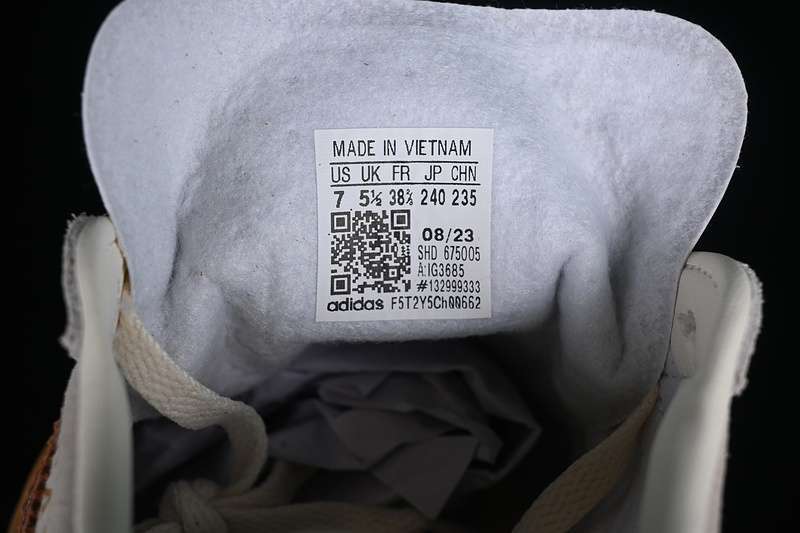 MADE IN VIETNAM
US UK FR JP CHN
7 5½ 38⅔ 240 235
08/23
SHD 675005
A:IG3685
#132999333
adidas F5T2Y5Ch00662